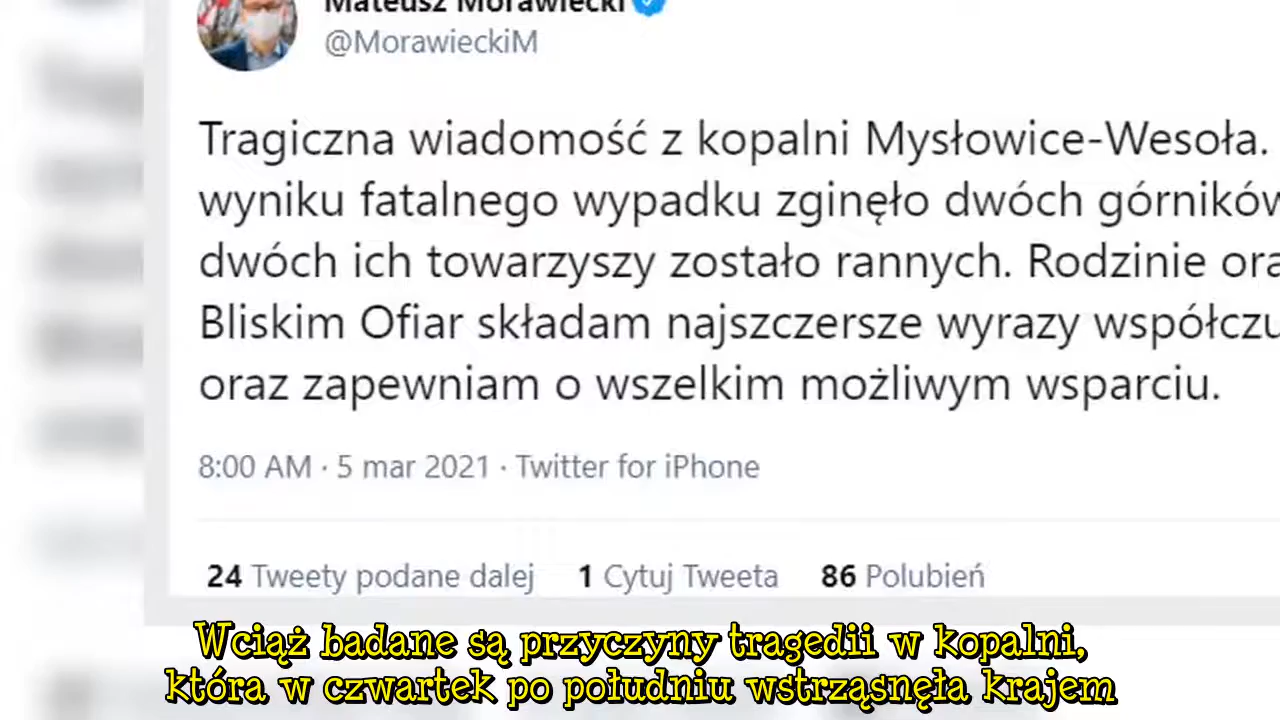 Mateusz Morawiecki
@MorawieckiM
Tragiczna wiadomość z kopalni Mysłowice-Wesoła.
wyniku fatalnego wypadku zginęło dwóch górników
dwóch ich towarzyszy zostało rannych. Rodzinie ora
Bliskim Ofiar składam najszczersze wyrazy współczu
oraz zapewniam o wszelkim możliwym wsparciu.
8:00 AM · 5 mar 2021 · Twitter for iPhone
24 Tweety podane dalej 1 Cytuj Tweeta 86 Polubień
Wciąż badane są przyczyny tragedii w kopalni,
która w czwartek po południu wstrząsnęła krajem